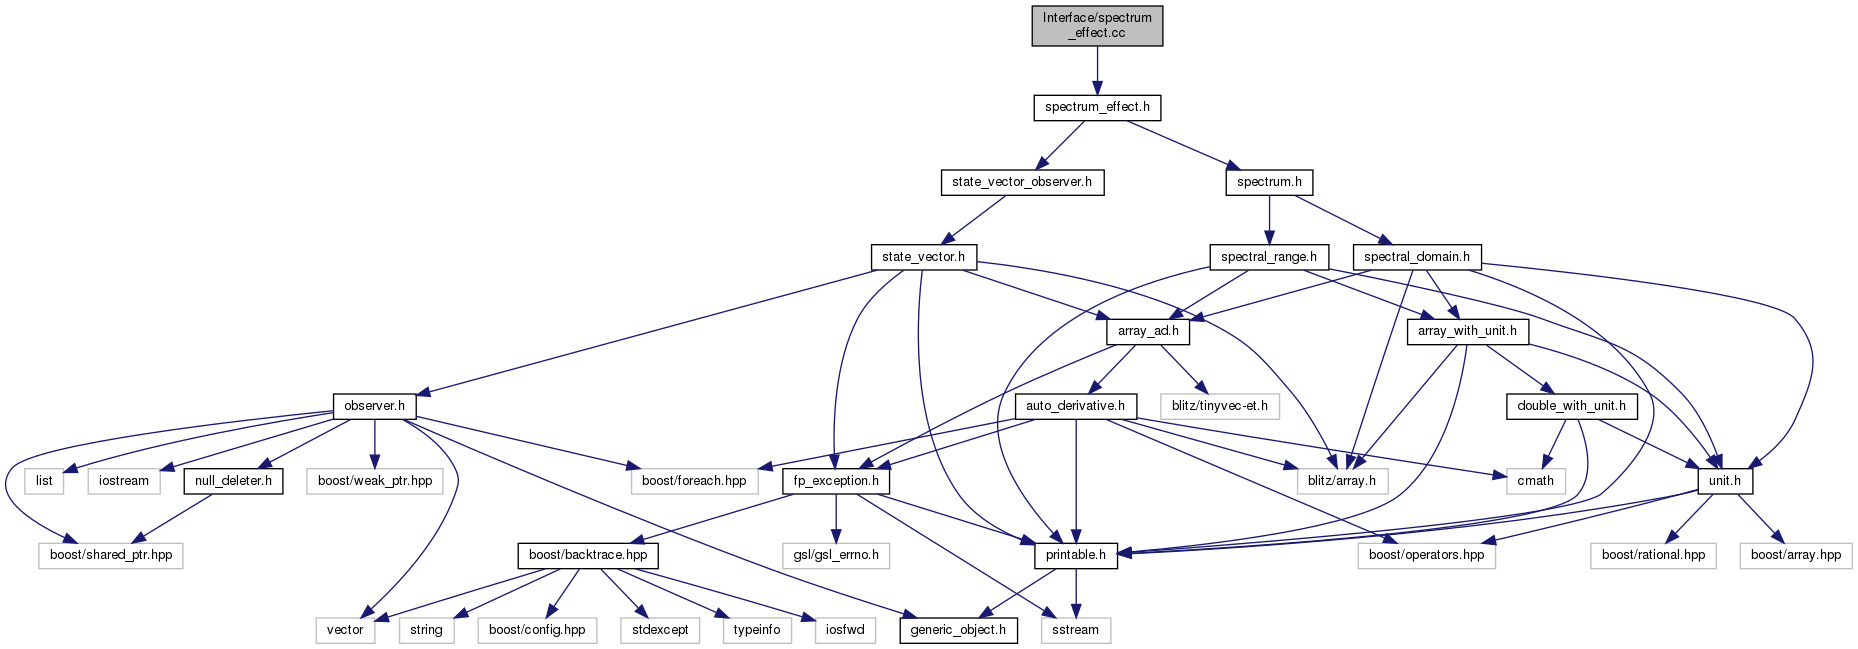 Interface/spectrum
_effect.cc
spectrum_effect.h
state_vector_observer.h
spectrum.h
state_vector.h
spectral_range.h
spectral_domain.h
array_ad.h
array_with_unit.h
observer.h
auto_derivative.h
blitz/tinyvec-et.h
double_with_unit.h
list
iostream
null_deleter.h
boost/weak_ptr.hpp
boost/foreach.hpp
fp_exception.h
blitz/array.h
cmath
unit.h
boost/shared_ptr.hpp
boost/backtrace.hpp
gsl/gsl_errno.h
printable.h
boost/operators.hpp
boost/rational.hpp
boost/array.hpp
vector
string
boost/config.hpp
stdexcept
typeinfo
iosfwd
generic_object.h
sstream